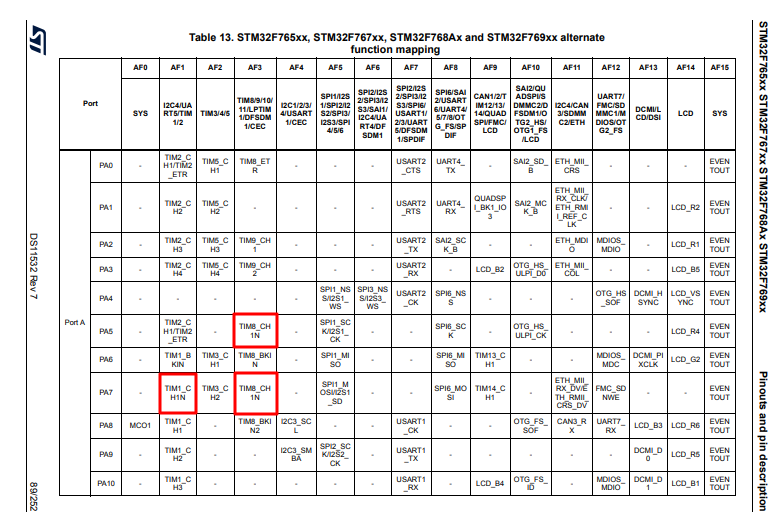 Table 13. STM32F765xx, STM32F767xx, STM32F768Ax and STM32F769xx alternate
function mapping
Port AF0 AF1 AF2 AF3 AF4 AF5 AF6 AF7 AF8 AF9 AF10 AF11 AF12 AF13 AF14 AF15
SYS I2C4/UART5/TIM1/2 TIM3/4/5 TIM8/9/10/11/LPTIM1/DFSDM1/CEC I2C1/2/3/4/USART1/CEC SPI1/I2S1/SPI2/I2S2/SPI3/I2S3/SPI4/5/6 SPI2/I2S2/SPI3/I2S3/SAI1/I2C4/UART4/DFSDM1 SPI2/I2S2/SPI3/I2S3/SPI6/USART1/2/3/UART5/DFSDM1/SPDIF SPI6/SAI2/USART6/UART4/5/7/8/OTG_FS/SPDIF CAN1/2/TIM12/13/14/QUADSPI/FMC/LCD SAI2/QUADSPI/SDMMC2/DFSDM1/OTG2_HS/OTG1_FS/LCD I2C4/CAN3/SDMMC2/ETH UART7/FMC/SDMMC1/MDIOS/OTG2_FS DCMI/LCD/DSI LCD SYS
Port A
PA0 - TIM2_CH1/TIM2_ETR TIM5_CH1 TIM8_ETR - - - USART2_CTS UART4_TX - SAI2_SD_B ETH_MII_CRS - - - EVENTOUT
PA1 - TIM2_CH2 TIM5_CH2 - - - - USART2_RTS UART4_RX QUADSPI_BK1_IO3 SAI2_MCK_B ETH_MII_RX_CLK/ETH_RMII_REF_CLK - - LCD_R2 EVENTOUT
PA2 - TIM2_CH3 TIM5_CH3 TIM9_CH1 - - - USART2_TX SAI2_SCK_B - - ETH_MDIO MDIOS_MDIO - LCD_R1 EVENTOUT
PA3 - TIM2_CH4 TIM5_CH4 TIM9_CH2 - - - USART2_RX - LCD_B2 OTG_HS_ULPI_D0 ETH_MII_COL - - LCD_B5 EVENTOUT
PA4 - - - - - SPI1_NSS/I2S1_WS SPI3_NSS/I2S3_WS USART2_CK SPI6_NSS - - - OTG_HS_SOF DCMI_HSYNC LCD_VSYNC EVENTOUT
PA5 - TIM2_CH1/TIM2_ETR - TIM8_CH1N - SPI1_SCK/I2S1_CK - - SPI6_SCK - OTG_HS_ULPI_CK - - - LCD_R4 EVENTOUT
PA6 - TIM1_BKIN TIM3_CH1 TIM8_BKIN - SPI1_MISO - - SPI6_MISO TIM13_CH1 - - MDIOS_MDC DCMI_PIXCLK LCD_G2 EVENTOUT
PA7 - TIM1_CH1N TIM3_CH2 TIM8_CH1N - SPI1_MOSI/I2S1_SD - - SPI6_MOSI TIM14_CH1 - ETH_MII_RX_DV/ETH_RMII_CRS_DV FMC_SDNWE - - EVENTOUT
PA8 MCO1 TIM1_CH1 - TIM8_BKIN2 I2C3_SCL - - USART1_CK - - OTG_FS_SOF CAN3_RX UART7_RX LCD_B3 LCD_R6 EVENTOUT
PA9 - TIM1_CH2 - - I2C3_SMBA SPI2_SCK/I2S2_CK - USART1_TX - - - - - DCMI_D0 LCD_R5 EVENTOUT
PA10 - TIM1_CH3 - - - - - USART1_RX - LCD_B4 OTG_FS_ID - MDIOS_MDIO DCMI_D1 LCD_B1 EVENTOUT
ST
DS11532 Rev 7
89/252
STM32F765xx STM32F767xx STM32F768Ax STM32F769xx
Pinouts and pin description